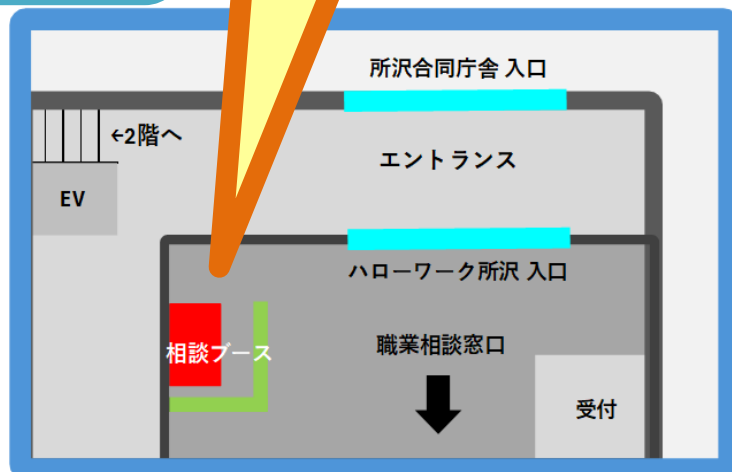 所沢合同庁舎 入口
←2階へ
エントランス
EV
ハローワーク所沢 入口
相談ブース
職業相談窓口
受付